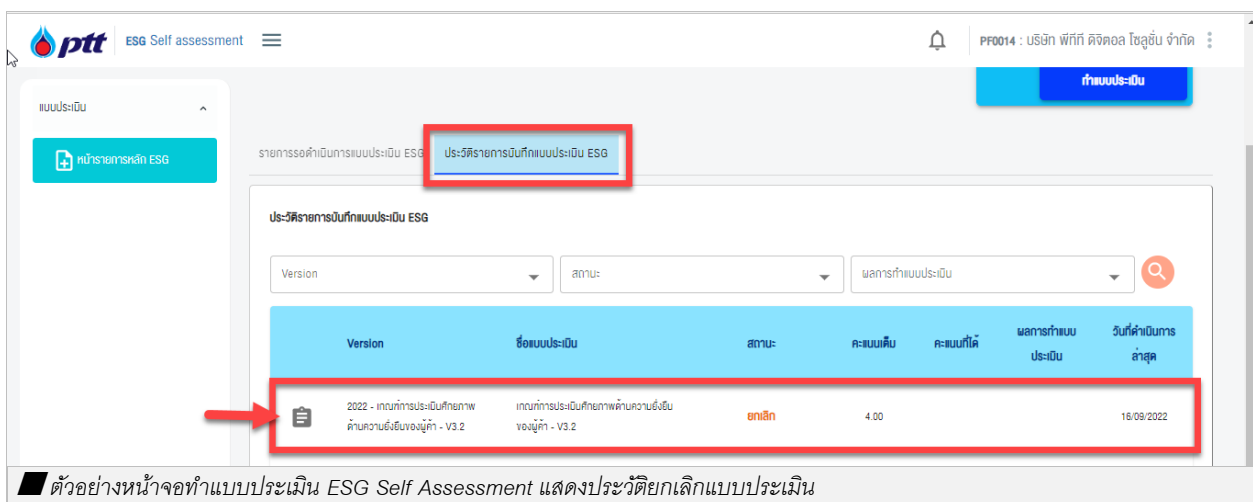 ptt ESG Self assessment PF0014 : บริษัท พีทีที ดิจิตอล โซลูชั่น จำกัด
ทำแบบประเมิน
แบบประเมิน
หน้ารายการหลัก ESG
รายการรอดำเนินการแบบประเมิน ESG ประวัติรายการบันทึกแบบประเมิน ESG
ประวัติรายการบันทึกแบบประเมิน ESG
Version สถานะ ผลการทำแบบประเมิน
Version ชื่อแบบประเมิน สถานะ คะแนนเต็ม คะแนนที่ได้ ผลการทำแบบ วันที่ดำเนินการ
ประเมิน ล่าสุด
2022 - เกณฑ์การประเมินศักยภาพ เกณฑ์การประเมินศักยภาพด้านความยั่งยืน ยกเลิก 4.00 16/09/2022
ด้านความยั่งยืนของผู้ค้า - V3.2 ของผู้ค้า - V3.2
ตัวอย่างหน้าจอทำแบบประเมิน ESG Self Assessment แสดงประวัติยกเลิกแบบประเมิน